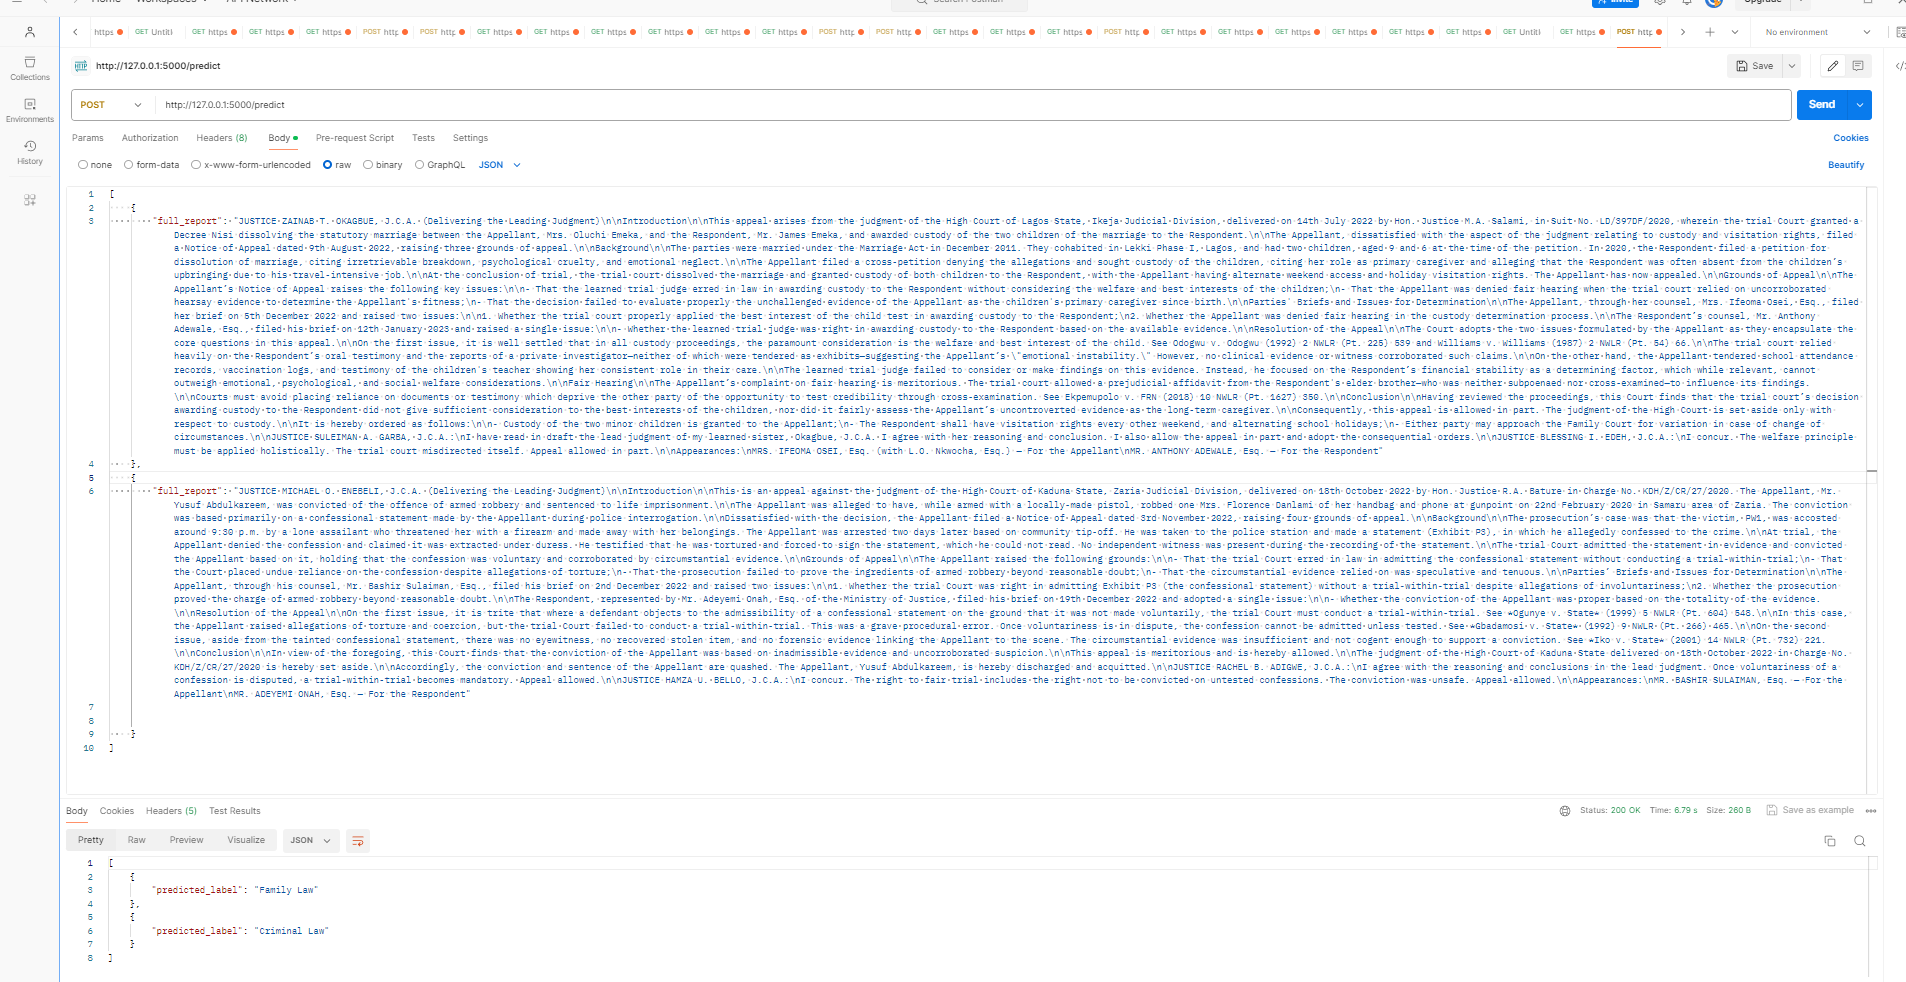 Home Workspaces API Network Search Postman Invite Upgrade
https GET Untitl GET https GET https GET https POST http POST http GET https GET https GET https GET https GET https GET https POST http POST http GET https GET https GET https POST http GET https GET https GET https GET https GET https GET https GET Untitl GET https POST http No environment
http://127.0.0.1:5000/predict Save
POST http://127.0.0.1:5000/predict Send
Collections
Environments
History
Params Authorization Headers (8) Body Pre-request Script Tests Settings Cookies
none form-data x-www-form-urlencoded raw binary GraphQL JSON Beautify
1 [
2 {
3 "full_report": "JUSTICE ZAINAB T. OKAGBUE, J.C.A. (Delivering the Leading Judgment)\n\nIntroduction\n\nThis appeal arises from the judgment of the High Court of Lagos State, Ikeja Judicial Division, delivered on 14th July 2022 by Hon. Justice M.A. Salami, in Suit No. LD/397DF/2020, wherein the trial Court granted a
Decree Nisi dissolving the statutory marriage between the Appellant, Mrs. Oluchi Emeka, and the Respondent, Mr. James Emeka, and awarded custody of the two children of the marriage to the Respondent.\n\nThe Appellant, dissatisfied with the aspect of the judgment relating to custody and visitation rights, filed
a Notice of Appeal dated 9th August 2022, raising three grounds of appeal.\n\nBackground\n\nThe parties were married under the Marriage Act in December 2011. They cohabited in Lekki Phase I, Lagos, and had two children, aged 9 and 6 at the time of the petition. In 2020, the Respondent filed a petition for
dissolution of marriage, citing irretrievable breakdown, psychological cruelty, and emotional neglect.\n\nThe Appellant filed a cross-petition denying the allegations and sought custody of the children, citing her role as primary caregiver and alleging that the Respondent was often absent from the children's
upbringing due to his travel-intensive job.\n\nAt the conclusion of trial, the trial court dissolved the marriage and granted custody of both children to the Respondent, with the Appellant having alternate weekend access and holiday visitation rights. The Appellant has now appealed.\n\nGrounds of Appeal\n\nThe
Appellant's Notice of Appeal raises the following key issues:\n\n- That the learned trial judge erred in law in awarding custody to the Respondent without considering the welfare and best interests of the children;\n- That the Appellant was denied fair hearing when the trial court relied on uncorroborated
hearsay evidence to determine the Appellant's fitness;\n- That the decision failed to evaluate properly the unchallenged evidence of the Appellant as the children's primary caregiver since birth.\n\nParties' Briefs and Issues for Determination\n\nThe Appellant, through her counsel, Mrs. Ifeoma Osei, Esq., filed
her brief on 5th December 2022 and raised two issues:\n\n1. Whether the trial court properly applied the best interest of the child test in awarding custody to the Respondent;\n2. Whether the Appellant was denied fair hearing in the custody determination process.\n\nThe Respondent's counsel, Mr. Anthony
Adewale, Esq., filed his brief on 12th January 2023 and raised a single issue:\n\n- Whether the learned trial judge was right in awarding custody to the Respondent based on the available evidence.\n\nResolution of the Appeal\n\nThe Court adopts the two issues formulated by the Appellant as they encapsulate the
core questions in this appeal.\n\nOn the first issue, it is well settled that in all custody proceedings, the paramount consideration is the welfare and best interest of the child. See Odogwu v. Odogwu (1992) 2 NWLR (Pt. 225) 539 and Williams v. Williams (1987) 2 NWLR (Pt. 54) 66.\n\nThe trial court relied
heavily on the Respondent's oral testimony and the reports of a private investigator—neither of which were tendered as exhibits—suggesting the Appellant's \"emotional instability.\" However, no clinical evidence or witness corroborated such claims.\n\nOn the other hand, the Appellant tendered school attendance
records, vaccination logs, and testimony of the children's teacher showing her consistent role in their care.\n\nThe learned trial judge failed to consider or make findings on this evidence. Instead, he focused on the Respondent's financial stability as a determining factor, which while relevant, cannot
outweigh emotional, psychological, and social welfare considerations.\n\nFair Hearing\n\nThe Appellant's complaint on fair hearing is meritorious. The trial court allowed a prejudicial affidavit from the Respondent's elder brother—who was neither subpoenaed nor cross-examined—to influence its findings.
\n\nCourts must avoid placing reliance on documents or testimony which deprive the other party of the opportunity to test credibility through cross-examination. See Ekpemupolo v. FRN (2018) 10 NWLR (Pt. 1627) 350.\n\nConclusion\n\nHaving reviewed the proceedings, this Court finds that the trial court's decision
awarding custody to the Respondent did not give sufficient consideration to the best interests of the children, nor did it fairly assess the Appellant's uncontroverted evidence as the long-term caregiver.\n\nConsequently, this appeal is allowed in part. The judgment of the High Court is set aside only with
respect to custody.\n\nIt is hereby ordered as follows:\n\n- Custody of the two minor children is granted to the Appellant;\n- The Respondent shall have visitation rights every other weekend, and alternating school holidays;\n- Either party may approach the Family Court for variation in case of change of
circumstances.\n\nJUSTICE SULEIMAN A. GARBA, J.C.A.:\nI have read in draft the lead judgment of my learned sister, Okagbue, J.C.A. I agree with her reasoning and conclusion. I also allow the appeal in part and adopt the consequential orders.\n\nJUSTICE BLESSING I. EDEH, J.C.A.:\nI concur. The welfare principle
must be applied holistically. The trial court misdirected itself. Appeal allowed in part.\n\nAppearances:\nMRS. IFEOMA OSEI, Esq. (with L.O. Nkwocha, Esq.) — For the Appellant\nMR. ANTHONY ADEWALE, Esq. — For the Respondent"
4 },
5 {
6 "full_report": "JUSTICE MICHAEL O. ENEBELI, J.C.A. (Delivering the Leading Judgment)\n\nIntroduction\n\nThis is an appeal against the judgment of the High Court of Kaduna State, Zaria Judicial Division, delivered on 18th October 2022 by Hon. Justice R.A. Bature in Charge No. KDH/Z/CR/27/2020. The Appellant, Mr.
Yusuf Abdulkareem, was convicted of the offence of armed robbery and sentenced to life imprisonment.\n\nThe Appellant was alleged to have, while armed with a locally-made pistol, robbed one Mrs. Florence Danlami of her handbag and phone at gunpoint on 22nd February 2020 in Samaru area of Zaria. The conviction
was based primarily on a confessional statement made by the Appellant during police interrogation.\n\nDissatisfied with the decision, the Appellant filed a Notice of Appeal dated 3rd November 2022, raising four grounds of appeal.\n\nBackground\n\nThe prosecution's case was that the victim, PW1, was accosted
around 9:30 p.m. by a lone assailant who threatened her with a firearm and made away with her belongings. The Appellant was arrested two days later based on community tip-off. He was taken to the police station and made a statement (Exhibit P3), in which he allegedly confessed to the crime.\n\nAt trial, the
Appellant denied the confession and claimed it was extracted under duress. He testified that he was tortured and forced to sign the statement, which he could not read. No independent witness was present during the recording of the statement.\n\nThe trial Court admitted the statement in evidence and convicted
the Appellant based on it, holding that the confession was voluntary and corroborated by circumstantial evidence.\n\nGrounds of Appeal\n\nThe Appellant raised the following grounds:\n\n- That the trial Court erred in law in admitting the confessional statement without conducting a trial-within-trial;\n- That
the Court placed undue reliance on the confession despite allegations of torture;\n- That the prosecution failed to prove the ingredients of armed robbery beyond reasonable doubt;\n- That the circumstantial evidence relied on was speculative and tenuous.\n\nParties' Briefs and Issues for Determination\n\nThe
Appellant, through his counsel, Mr. Bashir Sulaiman, Esq., filed his brief on 2nd December 2022 and raised two issues:\n\n1. Whether the trial Court was right in admitting Exhibit P3 (the confessional statement) without a trial-within-trial despite allegations of involuntariness;\n2. Whether the prosecution
proved the charge of armed robbery beyond reasonable doubt.\n\nThe Respondent, represented by Mr. Adeyemi Onah, Esq. of the Ministry of Justice, filed his brief on 19th December 2022 and adopted a single issue:\n\n- Whether the conviction of the Appellant was proper based on the totality of the evidence.
\n\nResolution of the Appeal\n\nOn the first issue, it is trite that where a defendant objects to the admissibility of a confessional statement on the ground that it was not made voluntarily, the trial Court must conduct a trial-within-trial. See *Ogunye v. State* (1999) 5 NWLR (Pt. 604) 548.\n\nIn this case,
the Appellant raised allegations of torture and coercion, but the trial Court failed to conduct a trial-within-trial. This was a grave procedural error. Once voluntariness is in dispute, the confession cannot be admitted unless tested. See *Gbadamosi v. State* (1992) 9 NWLR (Pt. 266) 465.\n\nOn the second
issue, aside from the tainted confessional statement, there was no eyewitness, no recovered stolen item, and no forensic evidence linking the Appellant to the scene. The circumstantial evidence was insufficient and not cogent enough to support a conviction. See *Iko v. State* (2001) 14 NWLR (Pt. 732) 221.
\n\nConclusion\n\nIn view of the foregoing, this Court finds that the conviction of the Appellant was based on inadmissible evidence and uncorroborated suspicion.\n\nThis appeal is meritorious and is hereby allowed.\n\nThe judgment of the High Court of Kaduna State delivered on 18th October 2022 in Charge No.
KDH/Z/CR/27/2020 is hereby set aside.\n\nAccordingly, the conviction and sentence of the Appellant are quashed. The Appellant, Yusuf Abdulkareem, is hereby discharged and acquitted.\n\nJUSTICE RACHEL B. ADIGWE, J.C.A.:\nI agree with the reasoning and conclusions in the lead judgment. Once voluntariness of a
confession is disputed, a trial-within-trial becomes mandatory. Appeal allowed.\n\nJUSTICE HAMZA U. BELLO, J.C.A.:\nI concur. The right to fair trial includes the right not to be convicted on untested confessions. The conviction was unsafe. Appeal allowed.\n\nAppearances:\nMR. BASHIR SULAIMAN, Esq. — For the
Appellant\nMR. ADEYEMI ONAH, Esq. — For the Respondent"
7
8
9 }
10 ]
Body Cookies Headers (5) Test Results Status: 200 OK Time: 6.79 s Size: 260 B Save as example
Pretty Raw Preview Visualize JSON
1 [
2 {
3 "predicted_label": "Family Law"
4 },
5 {
6 "predicted_label": "Criminal Law"
7 }
8 ]